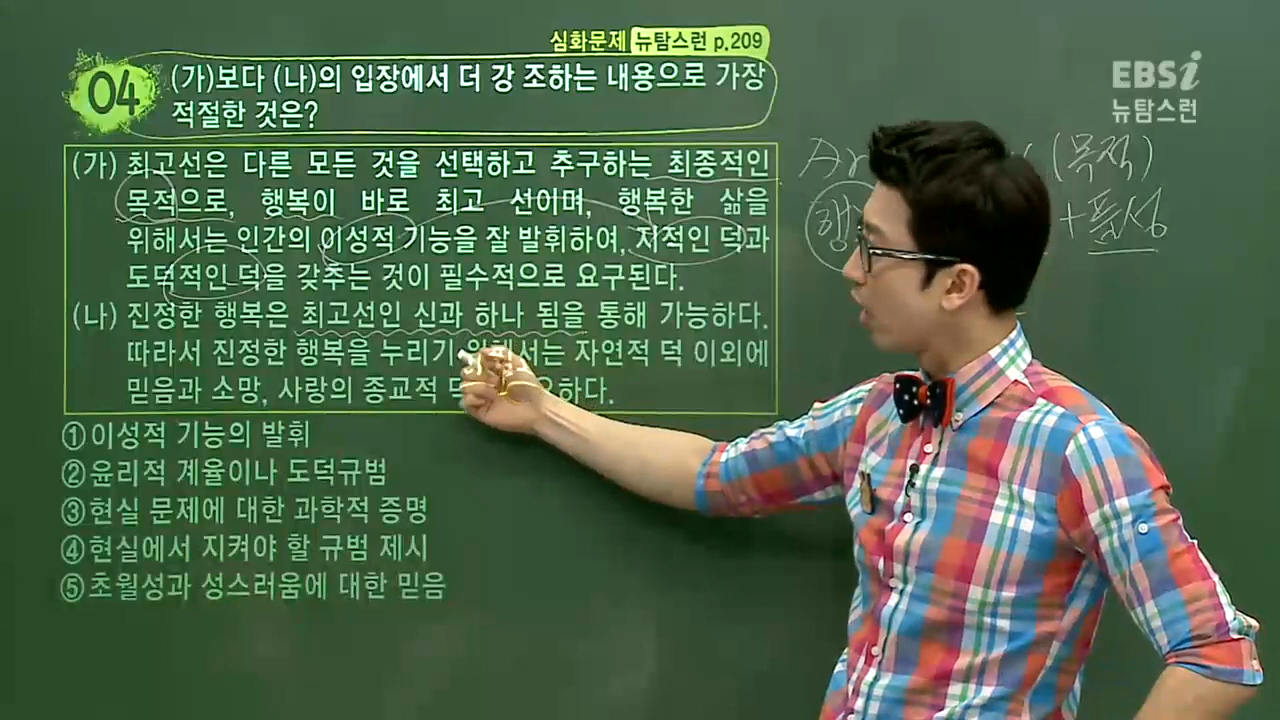 심화문제 뉴탐스런 p.209
EBSi
뉴탐스런
04 (가)보다 (나)의 입장에서 더 강 조하는 내용으로 가장
적절한 것은?
(목적)
+품성
(가) 최고선은 다른 모든 것을 선택하고 추구하는 최종적인
목적으로, 행복이 바로 최고 선이며, 행복한 삶을
위해서는 인간의 이성적 기능을 잘 발휘하여, 지적인 덕과
도덕적인 덕을 갖추는 것이 필수적으로 요구된다.
(나) 진정한 행복은 최고선인 신과 하나 됨을 통해 가능하다.
따라서 진정한 행복을 누리기 위해서는 자연적 덕 이외에
믿음과 소망, 사랑의 종교적
①이성적 기능의 발휘
②윤리적 계율이나 도덕규범
③현실 문제에 대한 과학적 증명
④현실에서 지켜야 할 규범 제시
⑤초월성과 성스러움에 대한 믿음